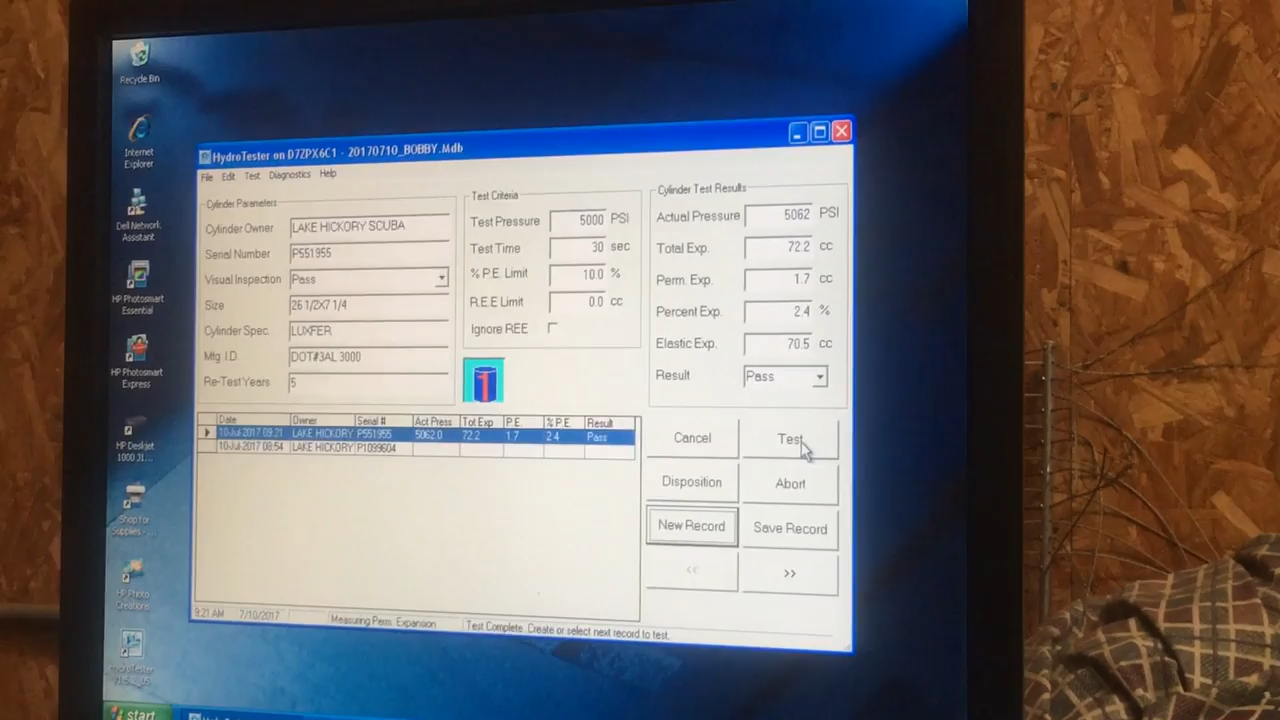 Recycle Bin
Internet
Explorer
Dell Network
Assistant
HP Photosmart
Essential
HP Photosmart
Express
HP Deskjet
1000 J1...
Shop for
Supplies - ...
HP Photo
Creations
HydroTester
start
HydroTester on D7ZPX6C1 - 20170710_BOBBY.Mdb
File Edit Test Diagnostics Help
Cylinder Parameters
Cylinder Owner LAKE HICKORY SCUBA
Serial Number P551955
Visual Inspection Pass
Size 26 1/2X7 1/4
Cylinder Spec. LUXFER
Mfg I.D. DOT#3AL 3000
Re-Test Years 5
Test Criteria
Test Pressure 5000 PSI
Test Time 30 sec
% P.E. Limit 10.0 %
R.E.E Limit 0.0 cc
Ignore REE
1
Cylinder Test Results
Actual Pressure 5062 PSI
Total Exp. 72.2 cc
Perm. Exp. 1.7 cc
Percent Exp. 2.4 %
Elastic Exp. 70.5 cc
Result Pass
Date Owner Serial # Act Press Tot Exp P.E. % P.E. Result
10-Jul-2017 09:21 LAKE HICKORY P551955 5062.0 72.2 1.7 2.4 Pass
10-Jul-2017 08:54 LAKE HICKORY P1099604
Cancel Test
Disposition Abort
New Record Save Record
<< >>
9:21 AM 7/10/2017 Measuring Perm. Expansion Test Complete. Create or select next record to test.